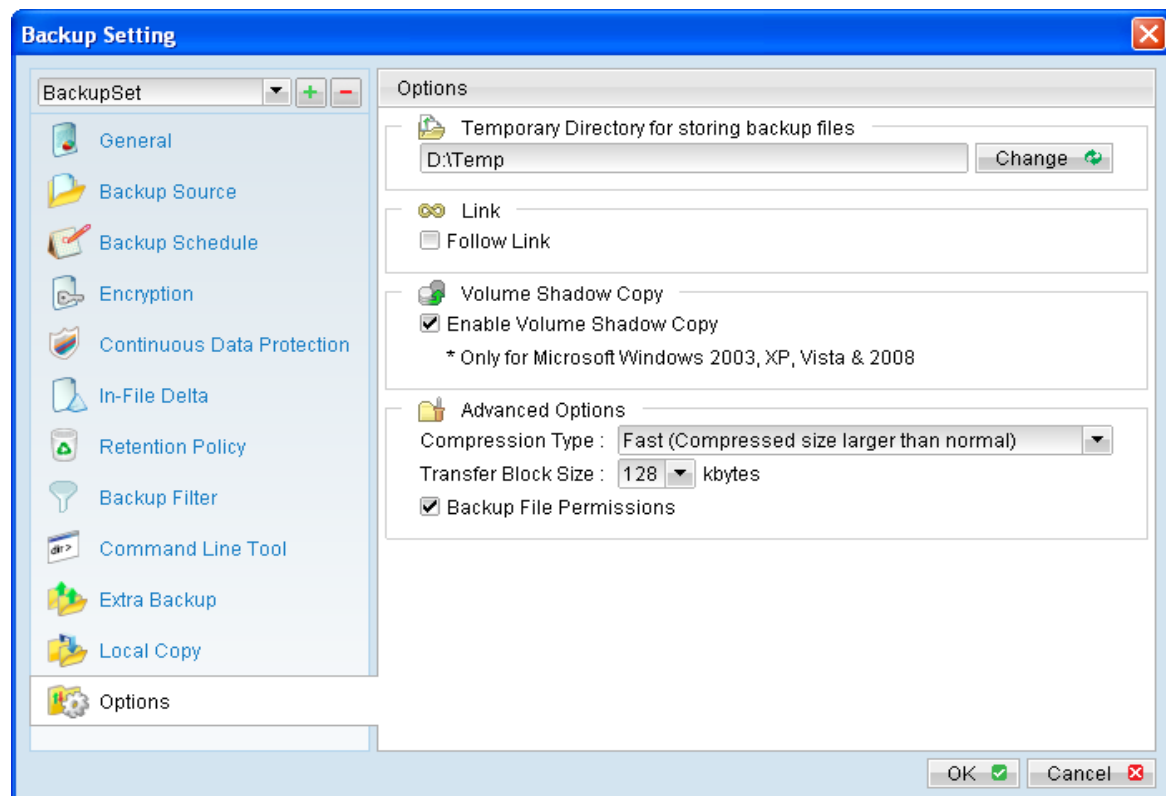 Backup Setting
BackupSet
General
Backup Source
Backup Schedule
Encryption
Continuous Data Protection
In-File Delta
Retention Policy
Backup Filter
dir>
Command Line Tool
Extra Backup
Local Copy
Options
Options
Temporary Directory for storing backup files
D:\Temp
Change
Link
Follow Link
Volume Shadow Copy
Enable Volume Shadow Copy
* Only for Microsoft Windows 2003, XP, Vista & 2008
Advanced Options
Compression Type : Fast (Compressed size larger than normal)
Transfer Block Size : 128 kbytes
Backup File Permissions
OK Cancel